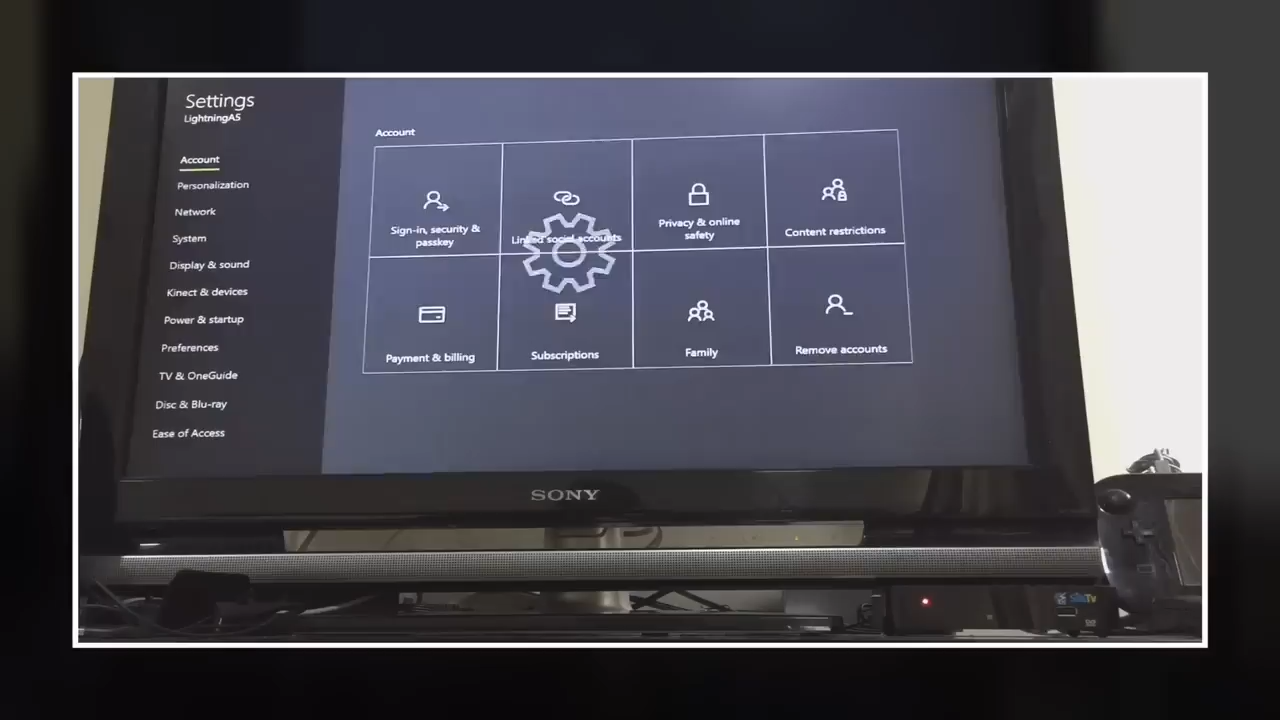 Settings
LightningA5
Account
Personalization
Network
System
Display & sound
Kinect & devices
Power & startup
Preferences
TV & OneGuide
Disc & Blu-ray
Ease of Access
Account
Sign-in, security &
passkey
Linked social accounts
Privacy & online
safety
Content restrictions
Payment & billing
Subscriptions
Family
Remove accounts
SONY